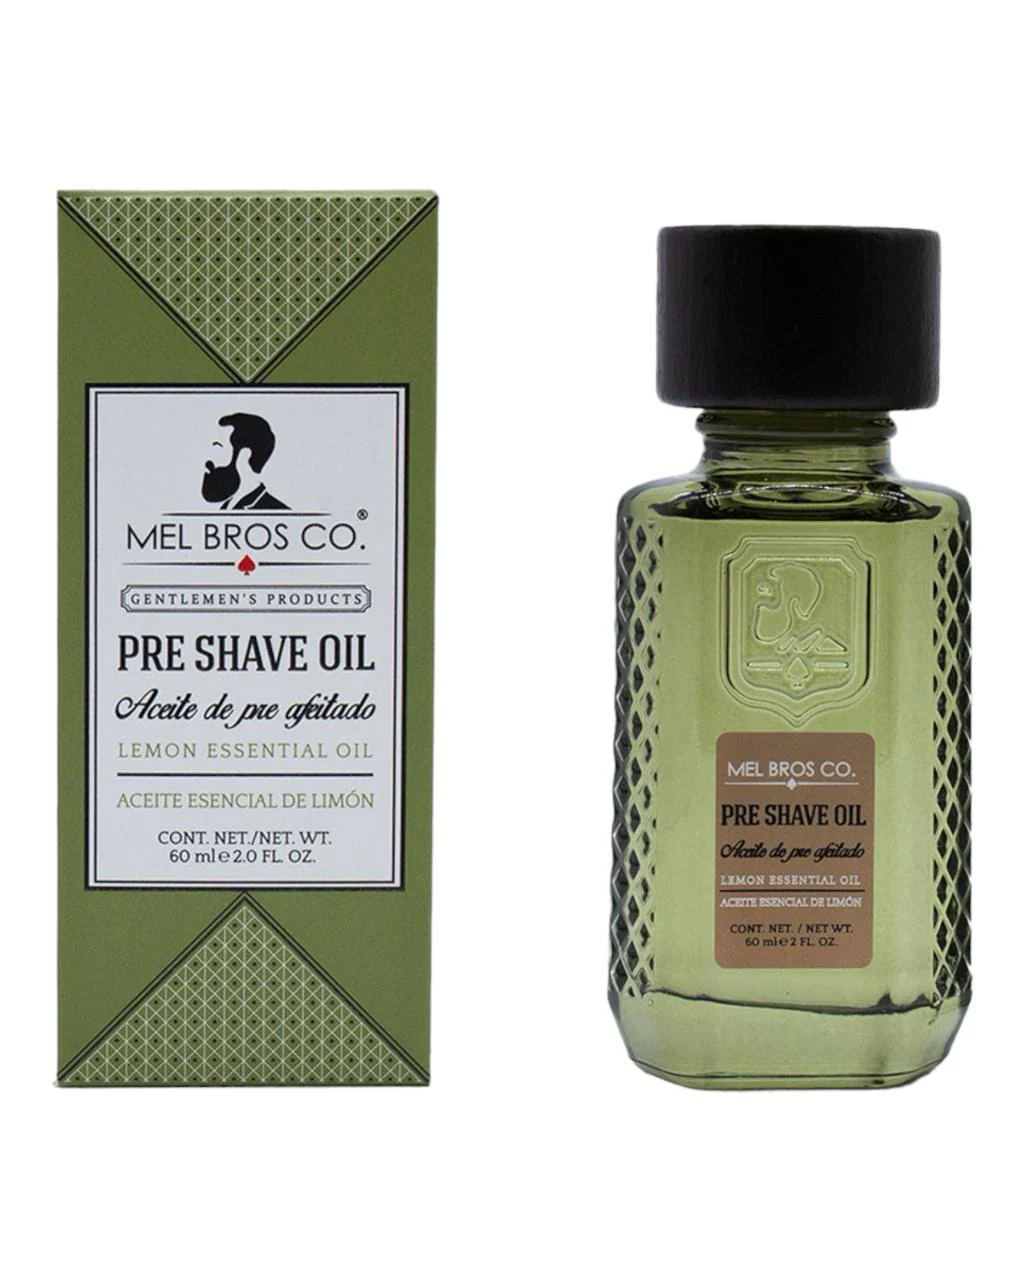 MEL BROS CO.®
GENTLEMEN'S PRODUCTS
PRE SHAVE OIL
Aceite de pre afeitado
LEMON ESSENTIAL OIL
ACEITE ESENCIAL DE LIMÓN
CONT. NET./NET. WT.
60 ml e 2.0 FL. OZ.
MEL BROS CO.
PRE SHAVE OIL
Aceite de pre afeitado
LEMON ESSENTIAL OIL
ACEITE ESENCIAL DE LIMÓN
CONT. NET. / NET WT.
60 ml e 2 FL. OZ.